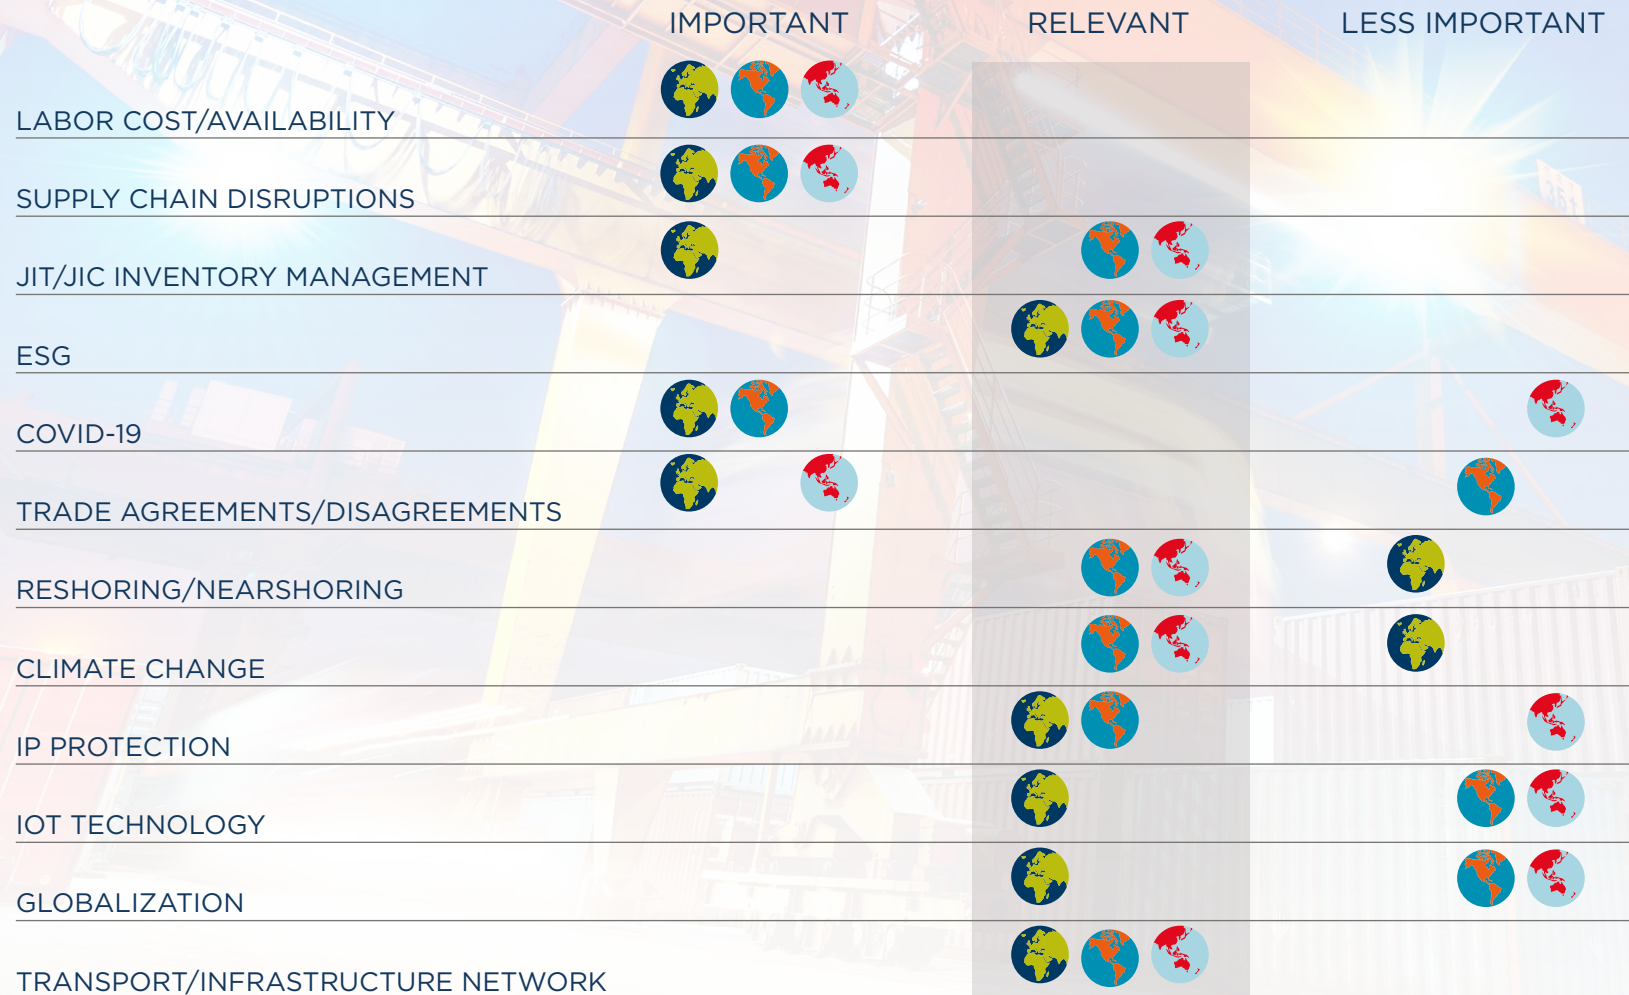 IMPORTANT RELEVANT LESS IMPORTANT
LABOR COST/AVAILABILITY
SUPPLY CHAIN DISRUPTIONS
JIT/JIC INVENTORY MANAGEMENT
ESG
COVID-19
TRADE AGREEMENTS/DISAGREEMENTS
RESHORING/NEARSHORING
CLIMATE CHANGE
IP PROTECTION
IOT TECHNOLOGY
GLOBALIZATION
TRANSPORT/INFRASTRUCTURE NETWORK